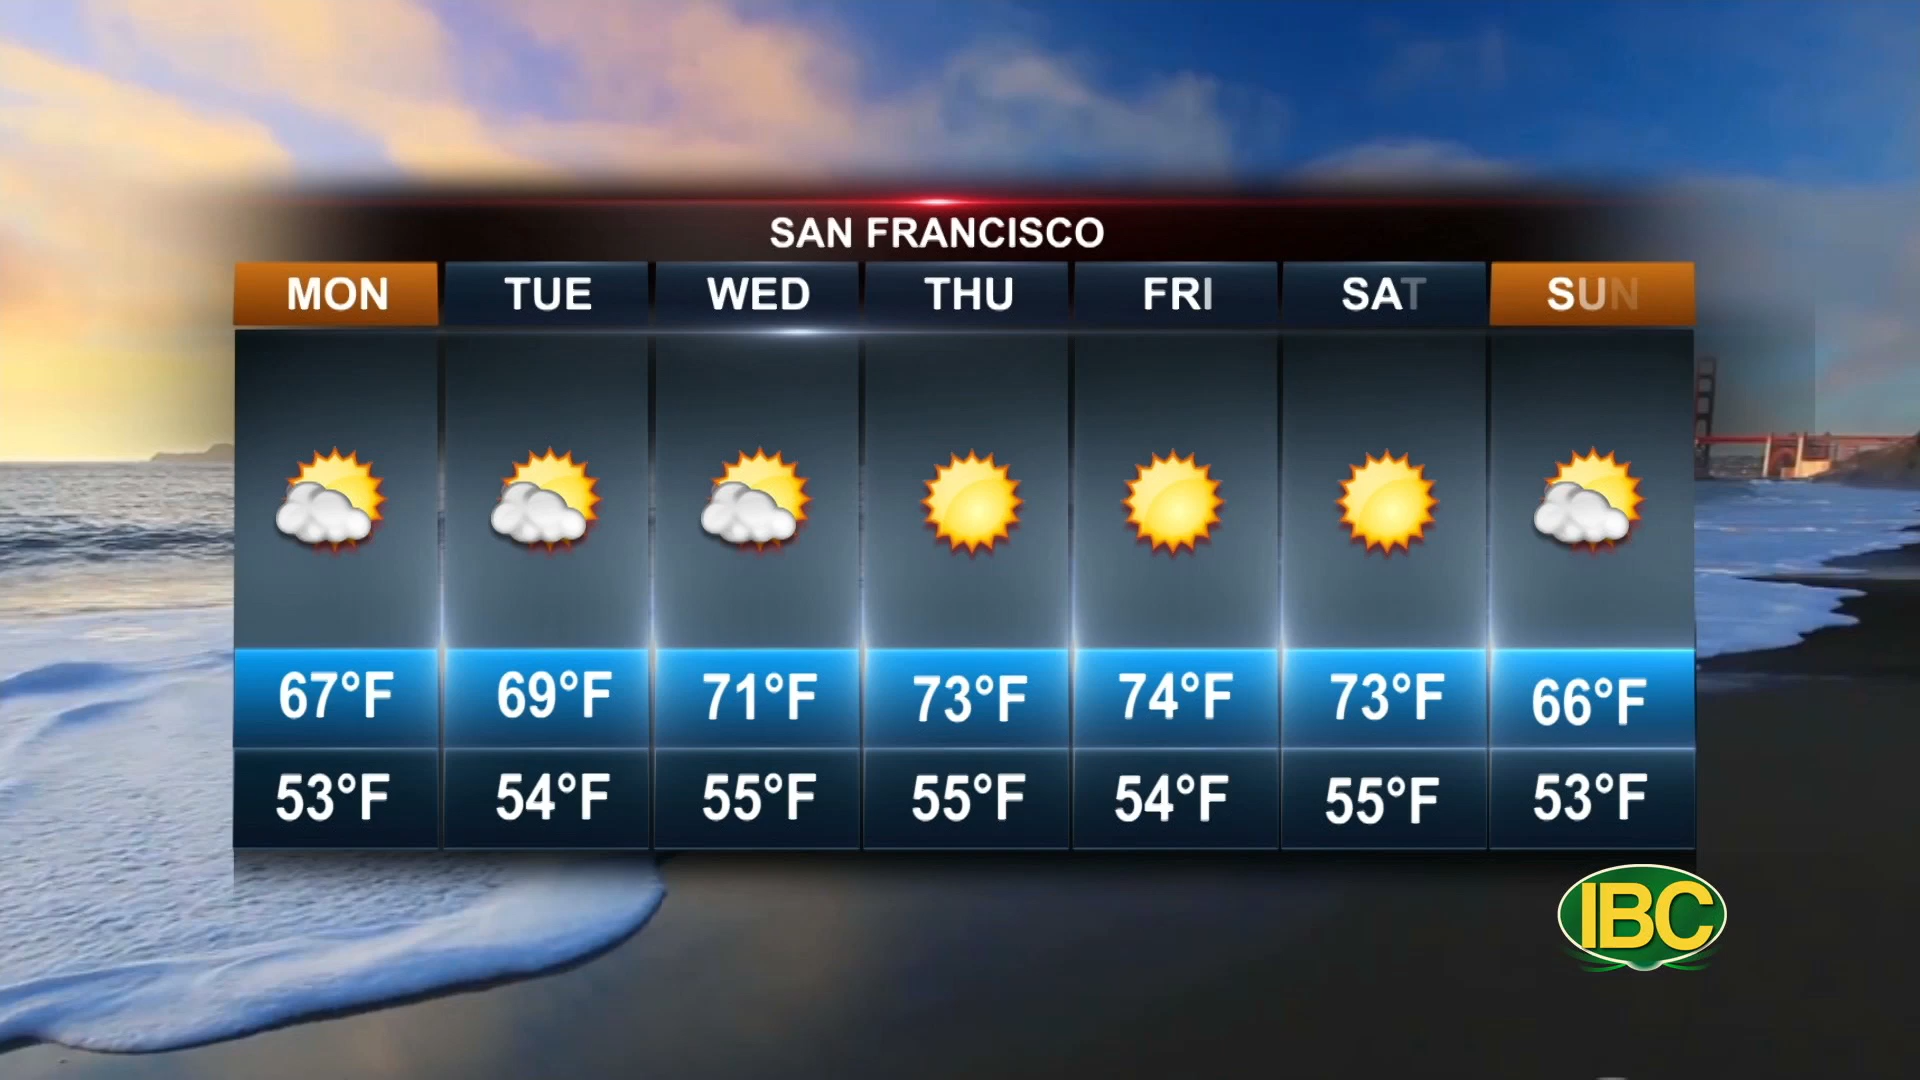 SAN FRANCISCO
MON TUE WED THU FRI SAT SUN
67°F 69°F 71°F 73°F 74°F 73°F 66°F
53°F 54°F 55°F 55°F 54°F 55°F 53°F
IBC